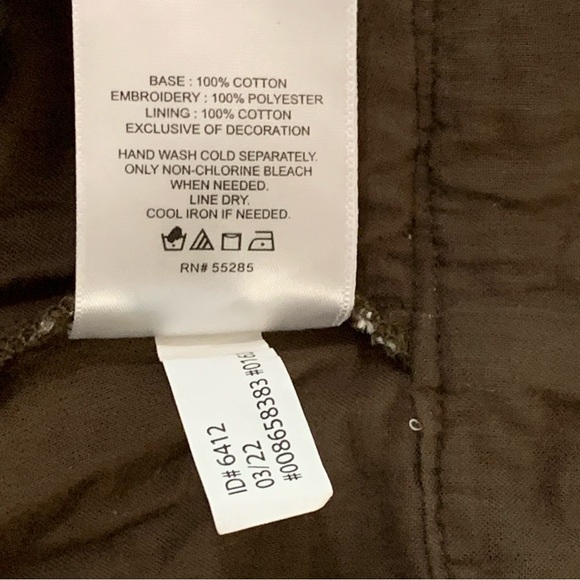 BASE : 100% COTTON
EMBROIDERY : 100% POLYESTER
LINING : 100% COTTON
EXCLUSIVE OF DECORATION
HAND WASH COLD SEPARATELY.
ONLY NON-CHLORINE BLEACH
WHEN NEEDED.
LINE DRY.
COOL IRON IF NEEDED.
RN# 55285
ID# 6412
03/22
#008658383